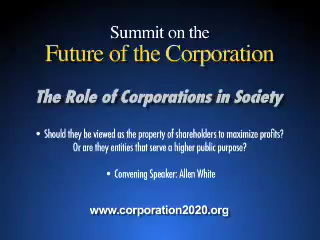 Summit on the
Future of the Corporation
The Role of Corporations in Society
• Should they be viewed as the property of shareholders to maximize profits?
Or are they entities that serve a higher public purpose?
• Convening Speaker: Allen White
www.corporation2020.org